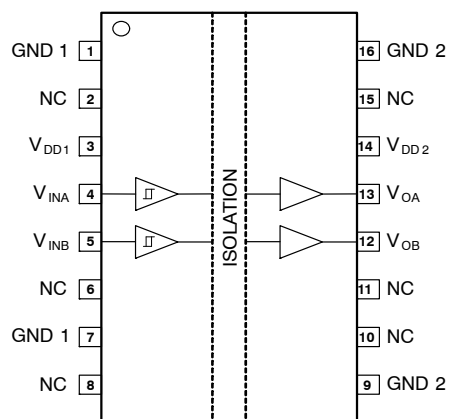 GND 1 1 16 GND 2
NC 2 15 NC
VDD1 3 14 VDD2
VINA 4 13 VOA
VINB 5 12 VOB
ISOLATION
NC 6 11 NC
GND 1 7 10 NC
NC 8 9 GND 2